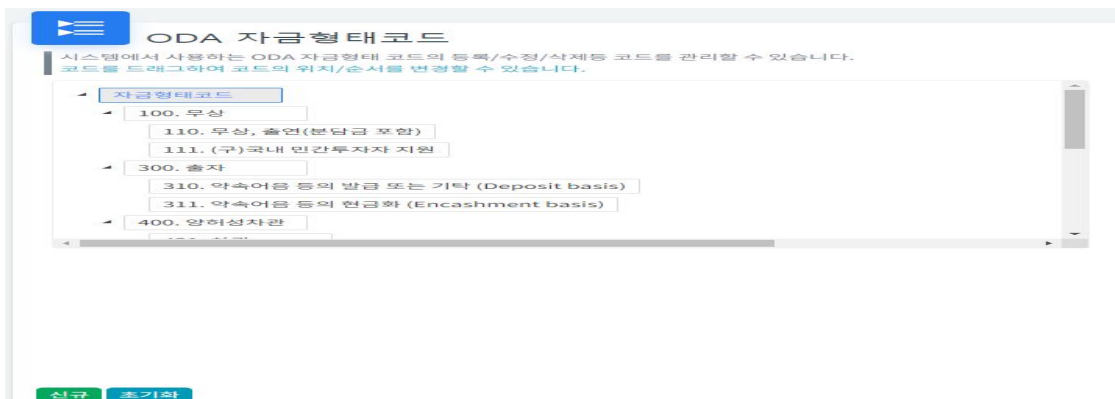 ODA 자금형태코드
시스템에서 사용하는 ODA 자금형태 코드의 등록/수정/삭제등 코드를 관리할 수 있습니다.
코드를 드래그하여 코드의 위치/순서를 변경할 수 있습니다.
자금형태코드
100. 무상
110. 무상, 출연(분담금 포함)
111. (구)국내 민간투자자 지원
300. 출자
310. 약속어음 등의 발급 또는 기탁 (Deposit basis)
311. 약속어음 등의 현금화 (Encashment basis)
400. 양허성차관
신규 초기화